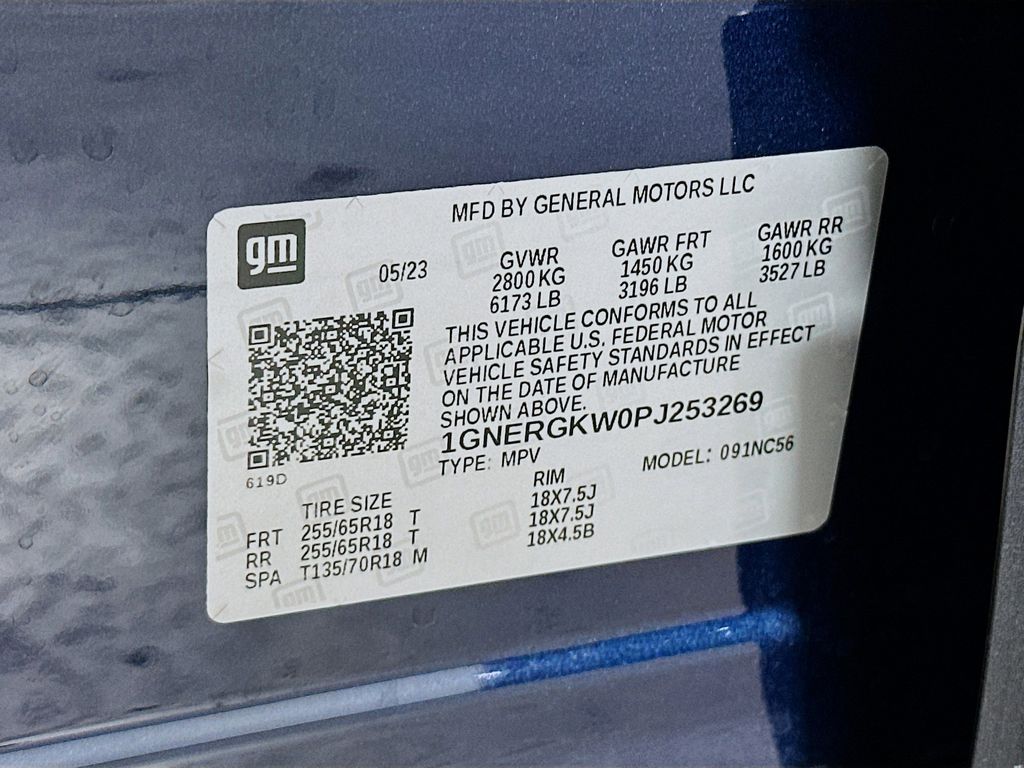 MFD BY GENERAL MOTORS LLC
gm
05/23
GVWR GAWR FRT GAWR RR
2800 KG 1450 KG 1600 KG
6173 LB 3196 LB 3527 LB
THIS VEHICLE CONFORMS TO ALL
APPLICABLE U.S. FEDERAL MOTOR
VEHICLE SAFETY STANDARDS IN EFFECT
ON THE DATE OF MANUFACTURE
SHOWN ABOVE.
1GNERGKW0PJ253269
TYPE: MPV MODEL: 091NC56
619D
TIRE SIZE RIM
FRT 255/65R18 T 18X7.5J
RR 255/65R18 T 18X7.5J
SPA T135/70R18 M 18X4.5B